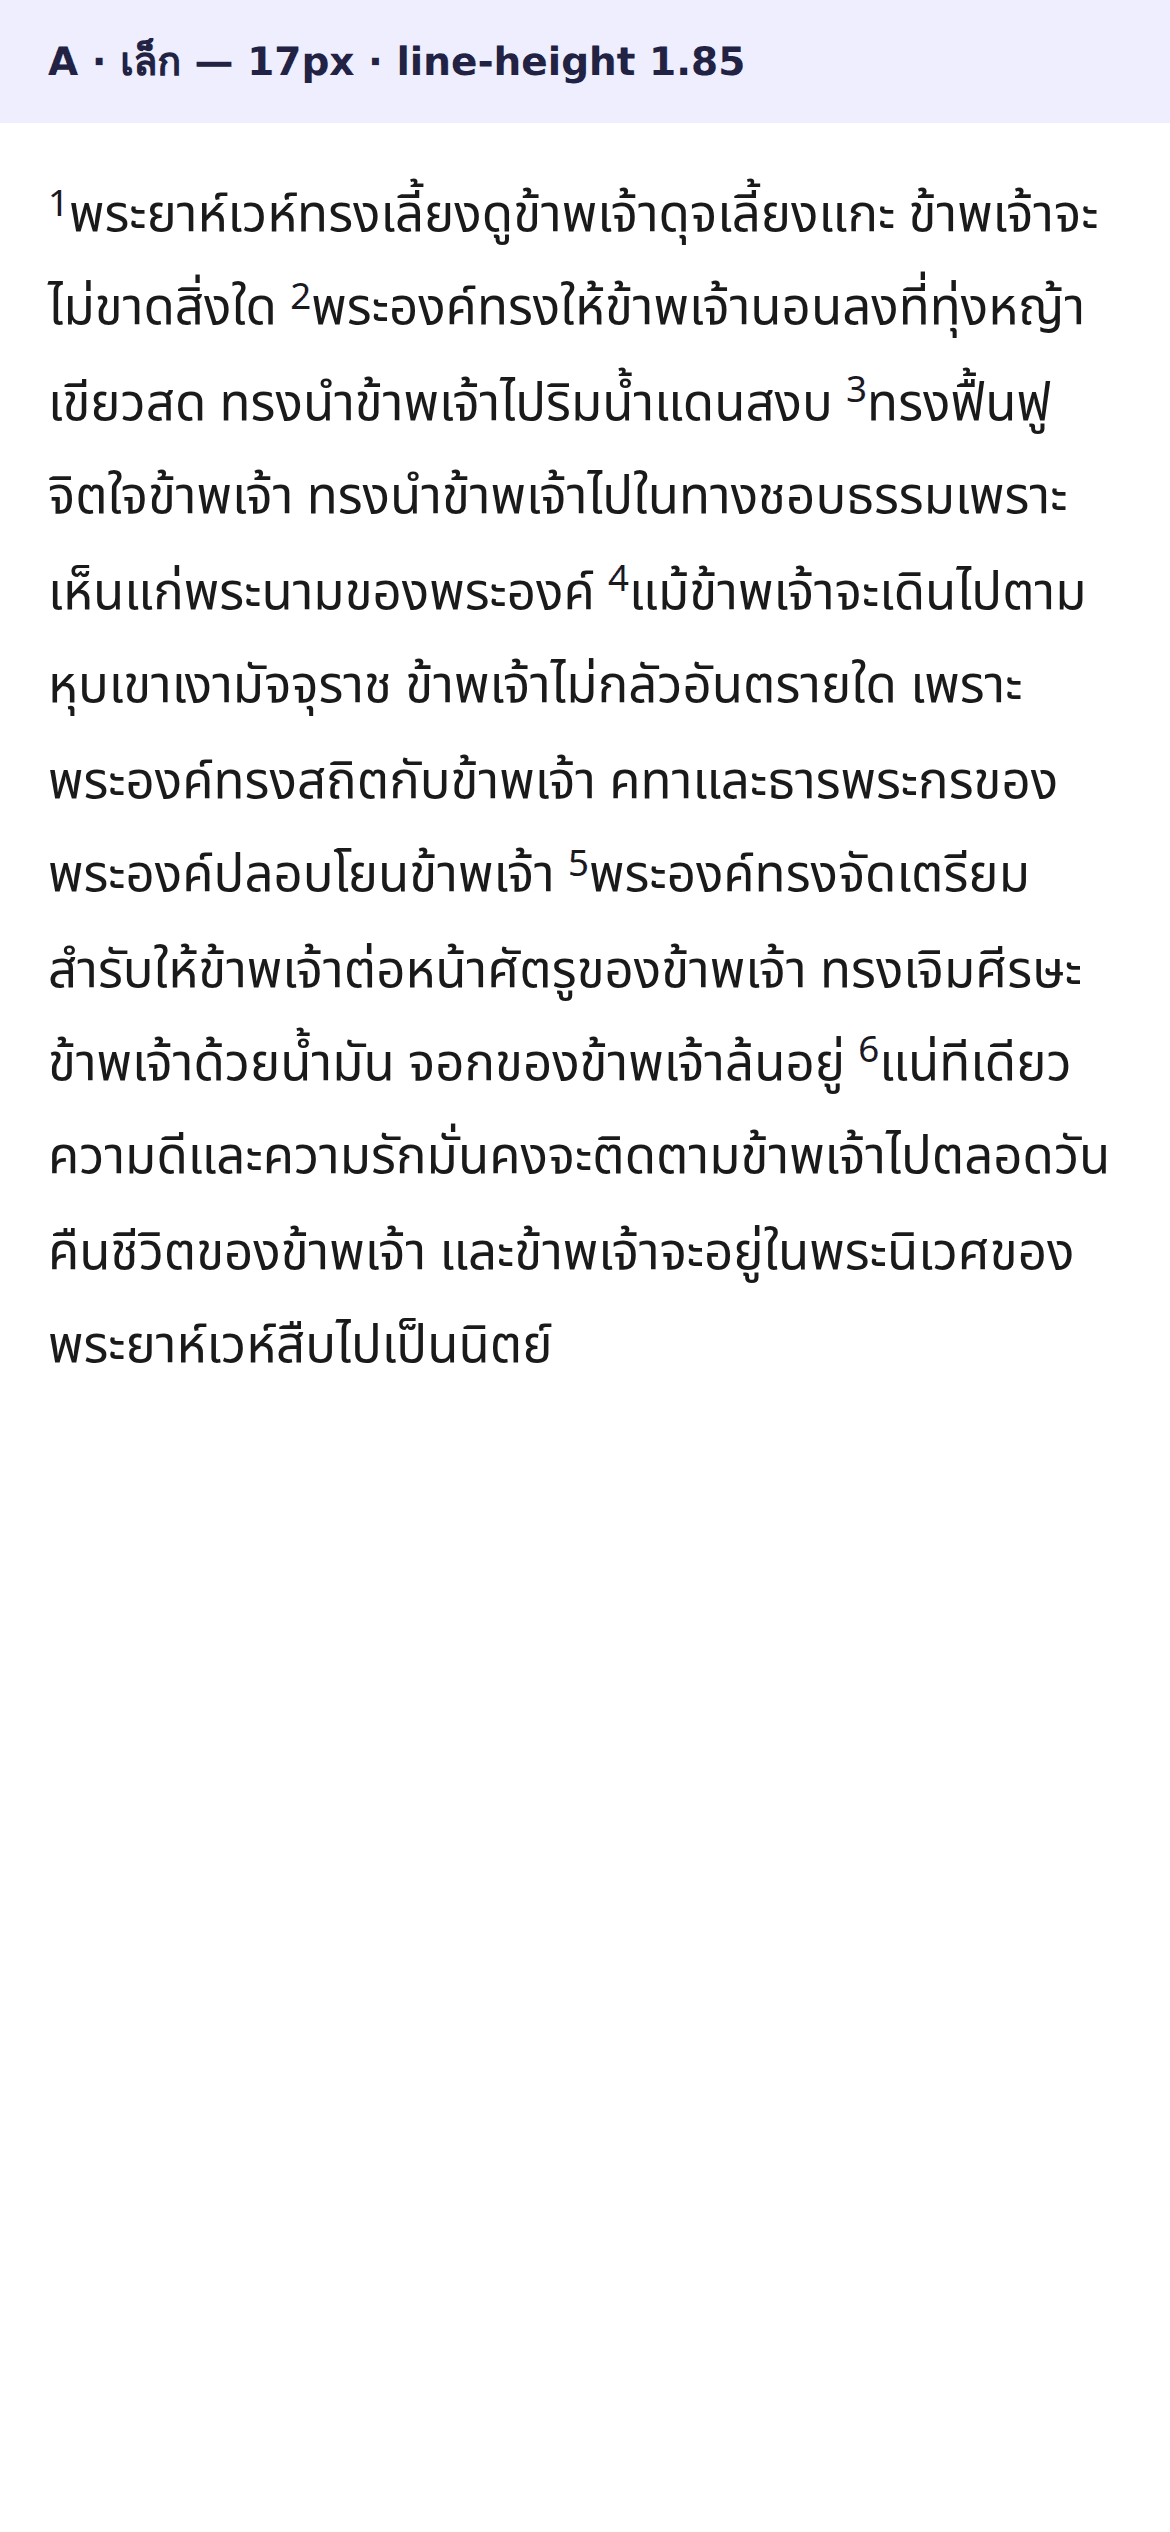 A · เล็ก — 17px · line-height 1.85
1พระยาห์เวห์ทรงเลี้ยงดูข้าพเจ้าดุจเลี้ยงแกะ ข้าพเจ้าจะ
ไม่ขาดสิ่งใด 2พระองค์ทรงให้ข้าพเจ้านอนลงที่ทุ่งหญ้า
เขียวสด ทรงนำข้าพเจ้าไปริมน้ำแดนสงบ 3ทรงฟื้นฟู
จิตใจข้าพเจ้า ทรงนำข้าพเจ้าไปในทางชอบธรรมเพราะ
เห็นแก่พระนามของพระองค์ 4แม้ข้าพเจ้าจะเดินไปตาม
หุบเขาเงามัจจุราช ข้าพเจ้าไม่กลัวอันตรายใด เพราะ
พระองค์ทรงสถิตกับข้าพเจ้า คทาและธารพระกรของ
พระองค์ปลอบโยนข้าพเจ้า 5พระองค์ทรงจัดเตรียม
สำรับให้ข้าพเจ้าต่อหน้าศัตรูของข้าพเจ้า ทรงเจิมศีรษะ
ข้าพเจ้าด้วยน้ำมัน จอกของข้าพเจ้าล้นอยู่ 6แน่ทีเดียว
ความดีและความรักมั่นคงจะติดตามข้าพเจ้าไปตลอดวัน
คืนชีวิตของข้าพเจ้า และข้าพเจ้าจะอยู่ในพระนิเวศของ
พระยาห์เวห์สืบไปเป็นนิตย์